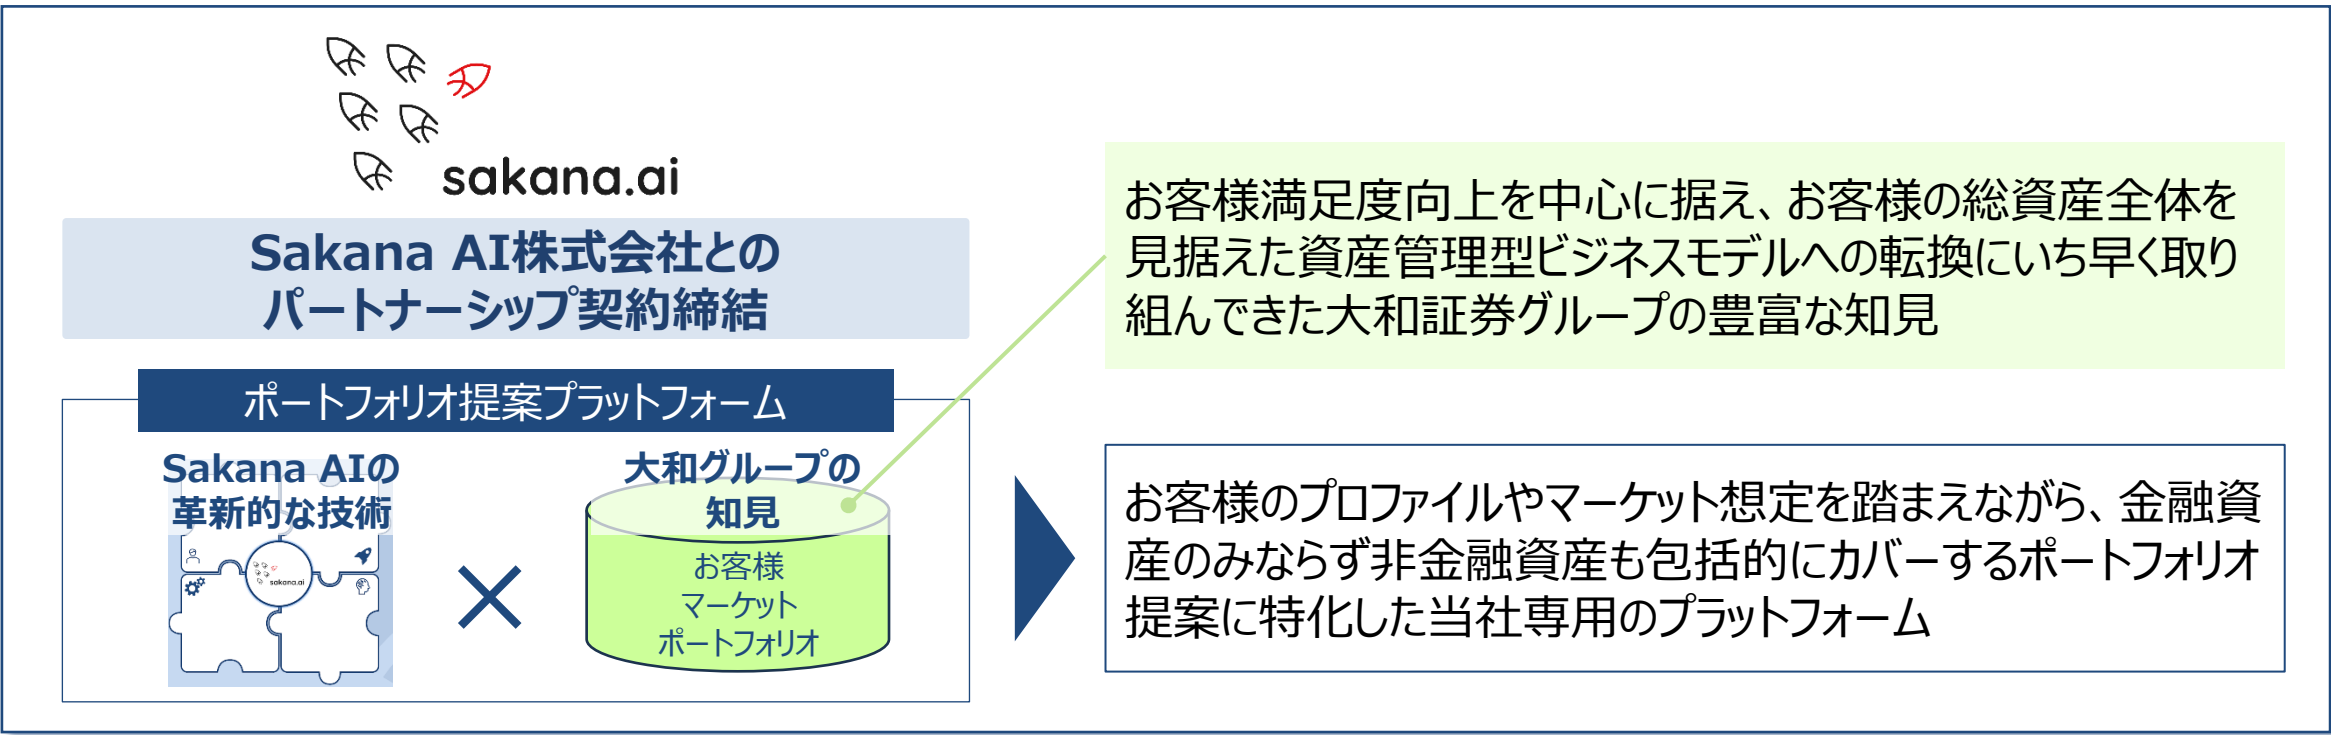 sakana.ai
Sakana AI株式会社との
パートナーシップ契約締結
ポートフォリオ提案プラットフォーム
Sakana AIの
革新的な技術
sakana.ai
大和グループの
知見
お客様
マーケット
ポートフォリオ
お客様満足度向上を中心に据え、お客様の総資産全体を
見据えた資産管理型ビジネスモデルへの転換にいち早く取り
組んできた大和証券グループの豊富な知見
お客様のプロファイルやマーケット想定を踏まえながら、金融資
産のみならず非金融資産も包括的にカバーするポートフォリオ
提案に特化した当社専用のプラットフォーム